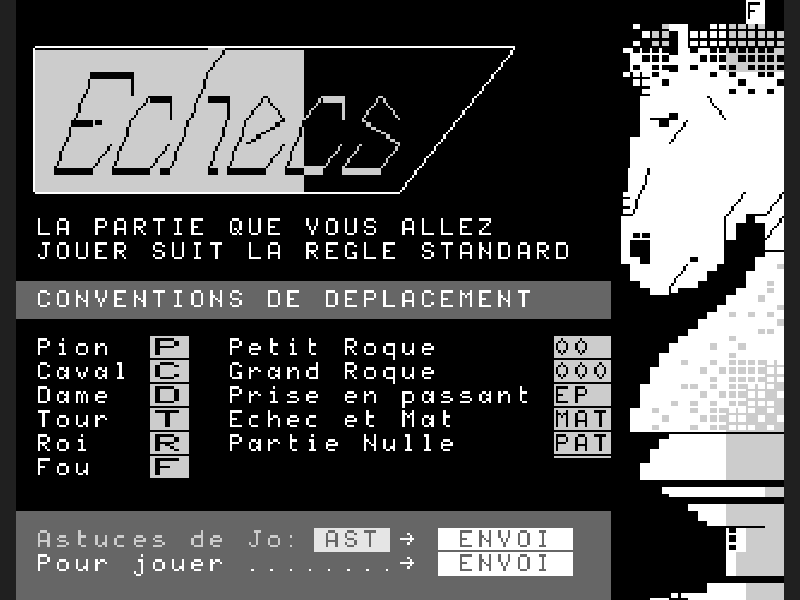 F
Echecs
LA PARTIE QUE VOUS ALLEZ
JOUER SUIT LA REGLE STANDARD
CONVENTIONS DE DEPLACEMENT
Pion P Petit Roque 00
Caval C Grand Roque 000
Dame D Prise en passant EP
Tour T Echec et Mat MAT
Roi R Partie Nulle PAT
Fou F
Astuces de Jo: AST → ENVOI
Pour jouer ........→ ENVOI